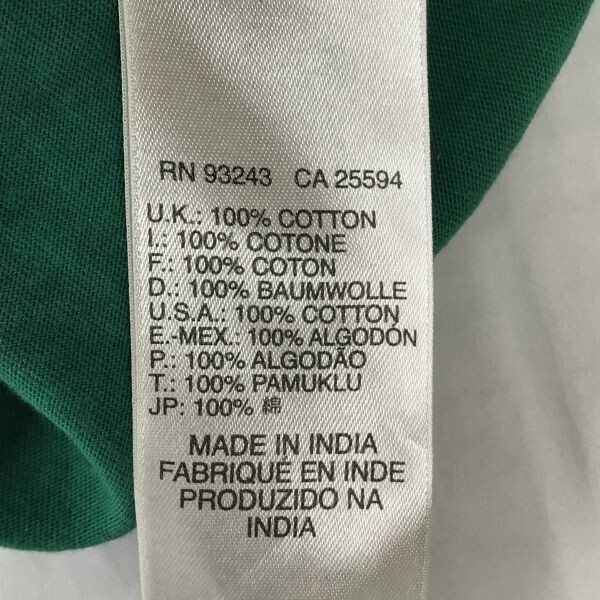 RN 93243 CA 25594
U.K.: 100% COTTON
I.: 100% COTONE
F.: 100% COTON
D.: 100% BAUMWOLLE
U.S.A.: 100% COTTON
E.-MEX.: 100% ALGODÓN
P.: 100% ALGODÃO
T.: 100% PAMUKLU
JP: 100% 綿
MADE IN INDIA
FABRIQUÉ EN INDE
PRODUZIDO NA
INDIA